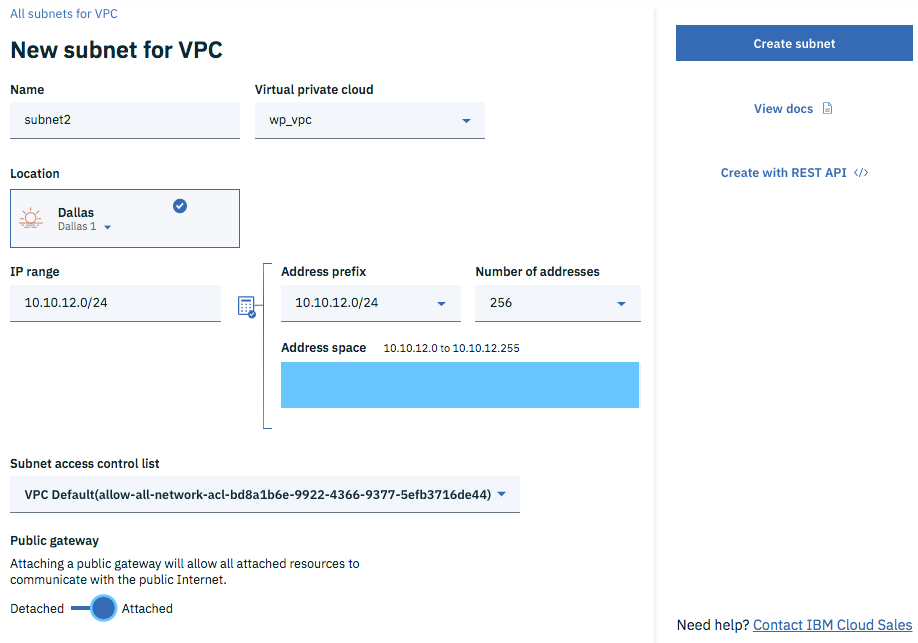 All subnets for VPC
New subnet for VPC
Name
Virtual private cloud
subnet2
wp_vpc
Location
Dallas
Dallas 1
IP range
Address prefix
Number of addresses
10.10.12.0/24
10.10.12.0/24
256
Address space 10.10.12.0 to 10.10.12.255
Subnet access control list
VPC Default(allow-all-network-acl-bd8a1b6e-9922-4366-9377-5efb3716de44)
Public gateway
Attaching a public gateway will allow all attached resources to
communicate with the public Internet.
Detached Attached
Create subnet
View docs
Create with REST API </>
Need help? Contact IBM Cloud Sales